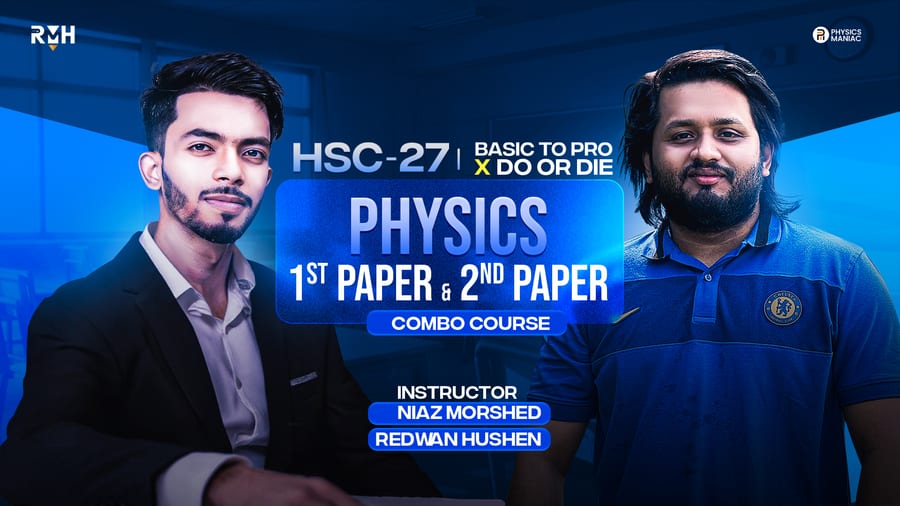 RMH
PHYSICS
MANIAC
HSC-27 | BASIC TO PRO
X DO OR DIE
PHYSICS
1ST PAPER & 2ND PAPER
COMBO COURSE
INSTRUCTOR
NIAZ MORSHED
REDWAN HUSHEN
CHELSEA